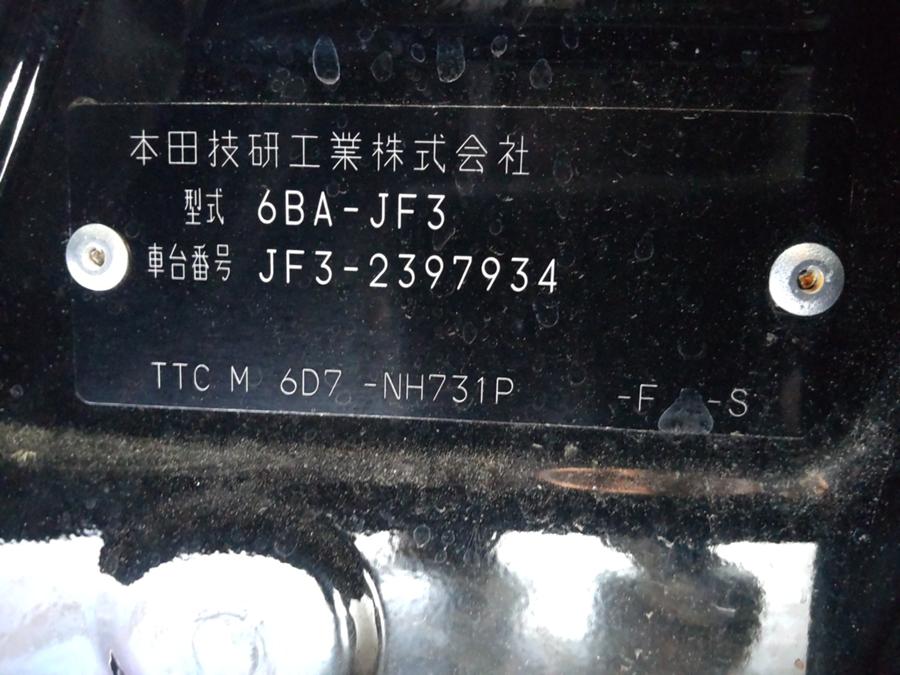 本田技研工業株式会社
型式 6BA-JF3
車台番号 JF3-2397934
TTC M 6D7 -NH731P -F -S